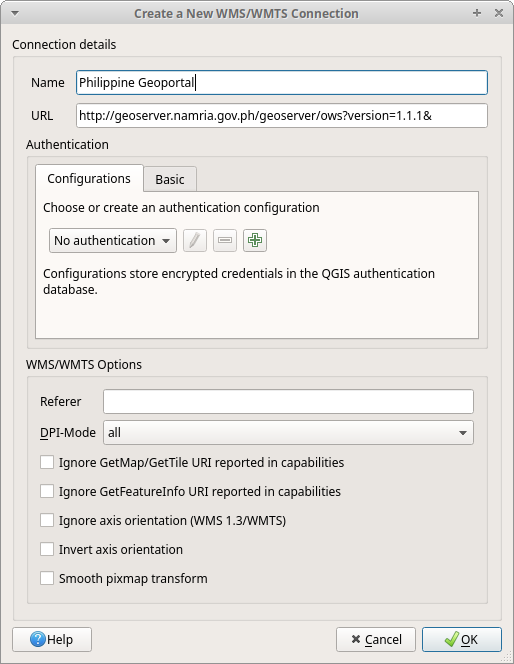 Create a New WMS/WMTS Connection
Connection details
Name Philippine Geoportal
URL http://geoserver.namria.gov.ph/geoserver/ows?version=1.1.1&
Authentication
Configurations Basic
Choose or create an authentication configuration
No authentication
Configurations store encrypted credentials in the QGIS authentication
database.
WMS/WMTS Options
Referer
DPI-Mode all
Ignore GetMap/GetTile URI reported in capabilities
Ignore GetFeatureInfo URI reported in capabilities
Ignore axis orientation (WMS 1.3/WMTS)
Invert axis orientation
Smooth pixmap transform
Help Cancel OK